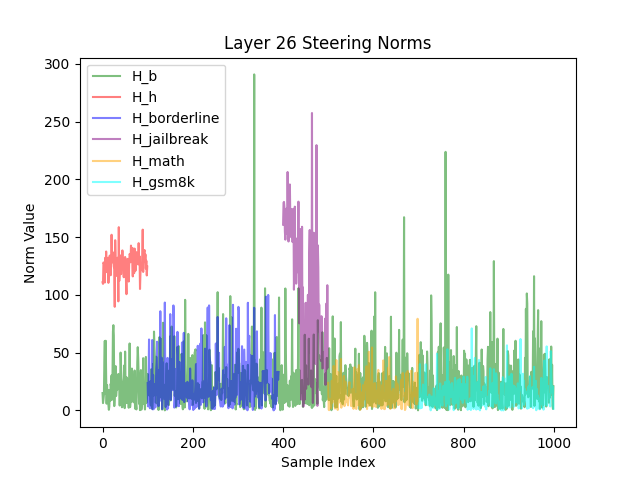 Layer 26 Steering Norms
Norm Value
300
250
200
150
100
50
0
H_b
H_h
H_borderline
H_jailbreak
H_math
H_gsm8k
0 200 400 600 800 1000
Sample Index